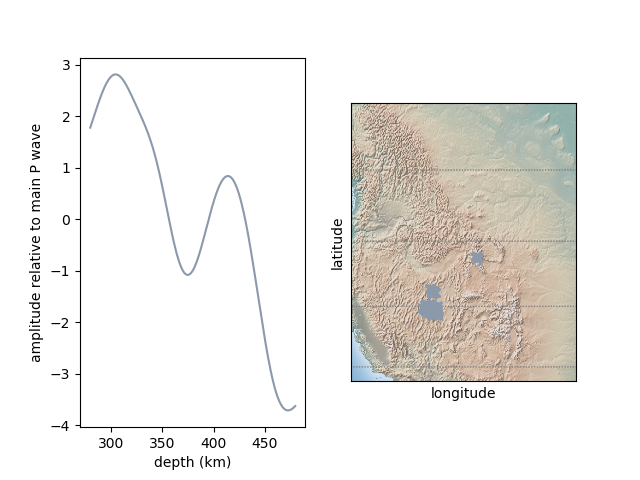 amplitude relative to main P wave
3
2
1
0
−1
−2
−3
−4
300 350 400 450
depth (km)
latitude
longitude